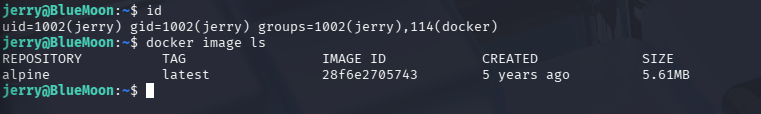 jerry@BlueMoon:~$ id
uid=1002(jerry) gid=1002(jerry) groups=1002(jerry),114(docker)
jerry@BlueMoon:~$ docker image ls
REPOSITORY TAG IMAGE ID CREATED SIZE
alpine latest 28f6e2705743 5 years ago 5.61MB
jerry@BlueMoon:~$